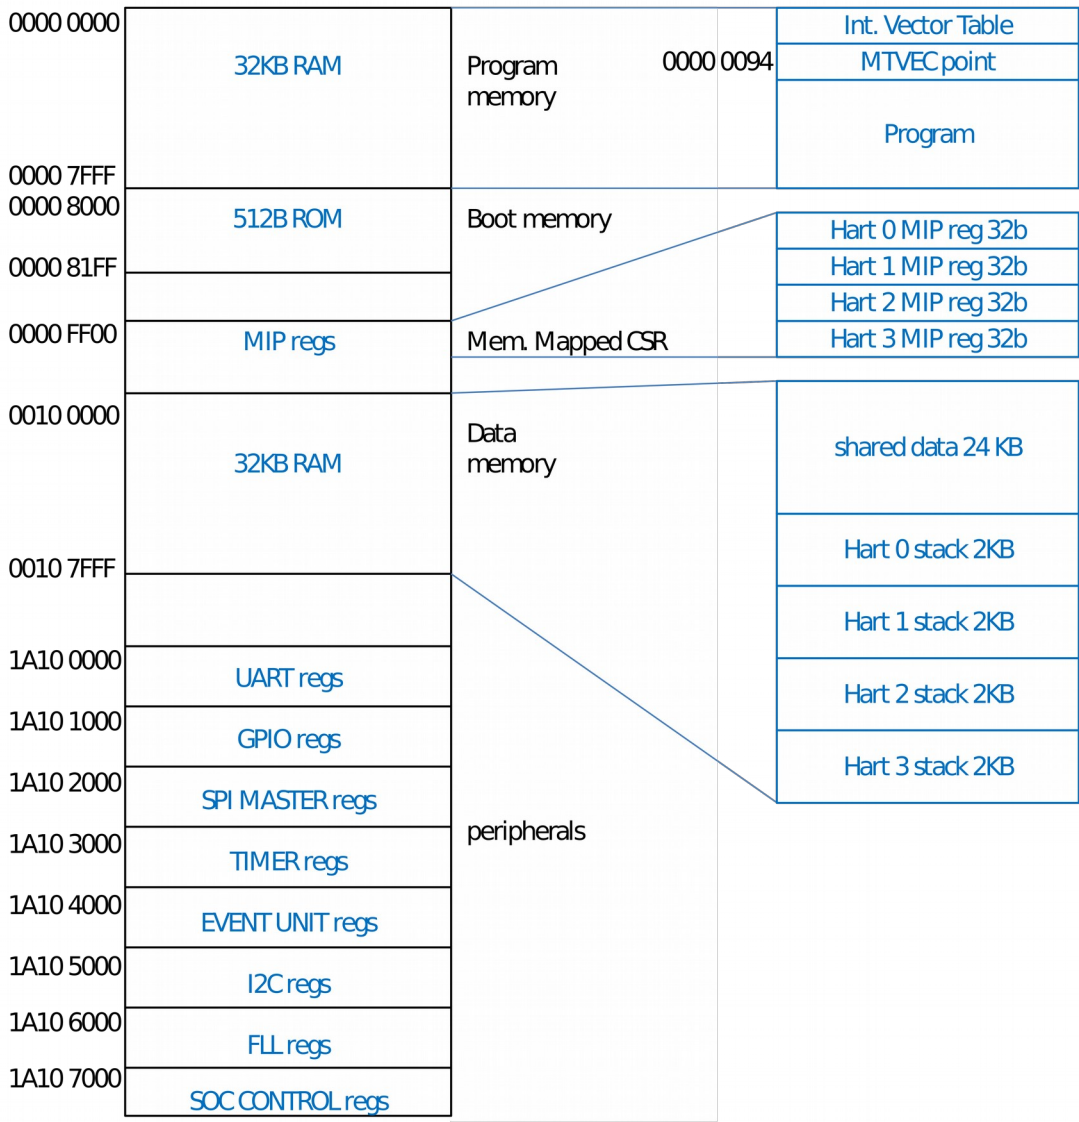 0000 0000
32KB RAM
Program
memory
0000 7FFF
0000 8000
512B ROM
Boot memory
0000 81FF
0000 FF00
MIP regs
Mem. Mapped CSR
0010 0000
32KB RAM
Data
memory
0010 7FFF
1A10 0000
UART regs
1A10 1000
GPIO regs
1A10 2000
SPI MASTER regs
peripherals
1A10 3000
TIMER regs
1A10 4000
EVENT UNIT regs
1A10 5000
I2C regs
1A10 6000
FLL regs
1A10 7000
SOC CONTROL regs
Int. Vector Table
0000 0094
MTVEC point
Program
Hart 0 MIP reg 32b
Hart 1 MIP reg 32b
Hart 2 MIP reg 32b
Hart 3 MIP reg 32b
shared data 24 KB
Hart 0 stack 2KB
Hart 1 stack 2KB
Hart 2 stack 2KB
Hart 3 stack 2KB